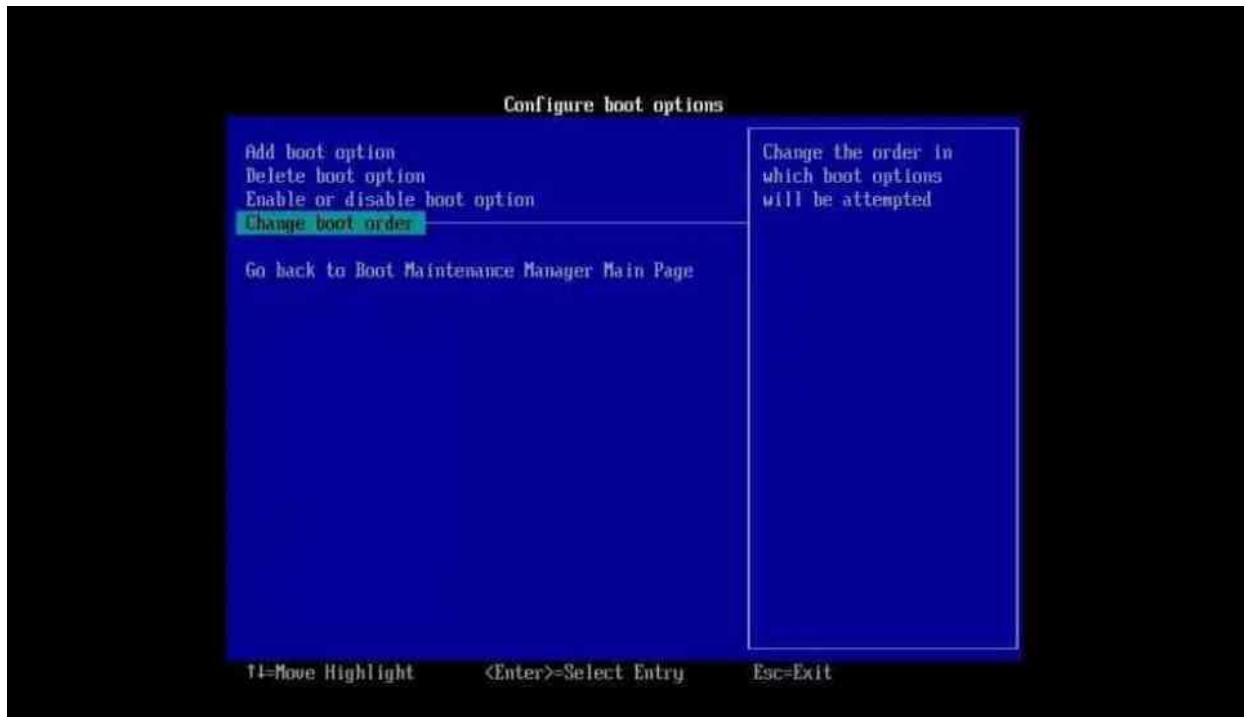 Configure boot options
Add boot option
Delete boot option
Enable or disable boot option
Change boot order
Go back to Boot Maintenance Manager Main Page
Change the order in
which boot options
will be attempted
↑↓=Move Highlight
<Enter>=Select Entry
Esc=Exit